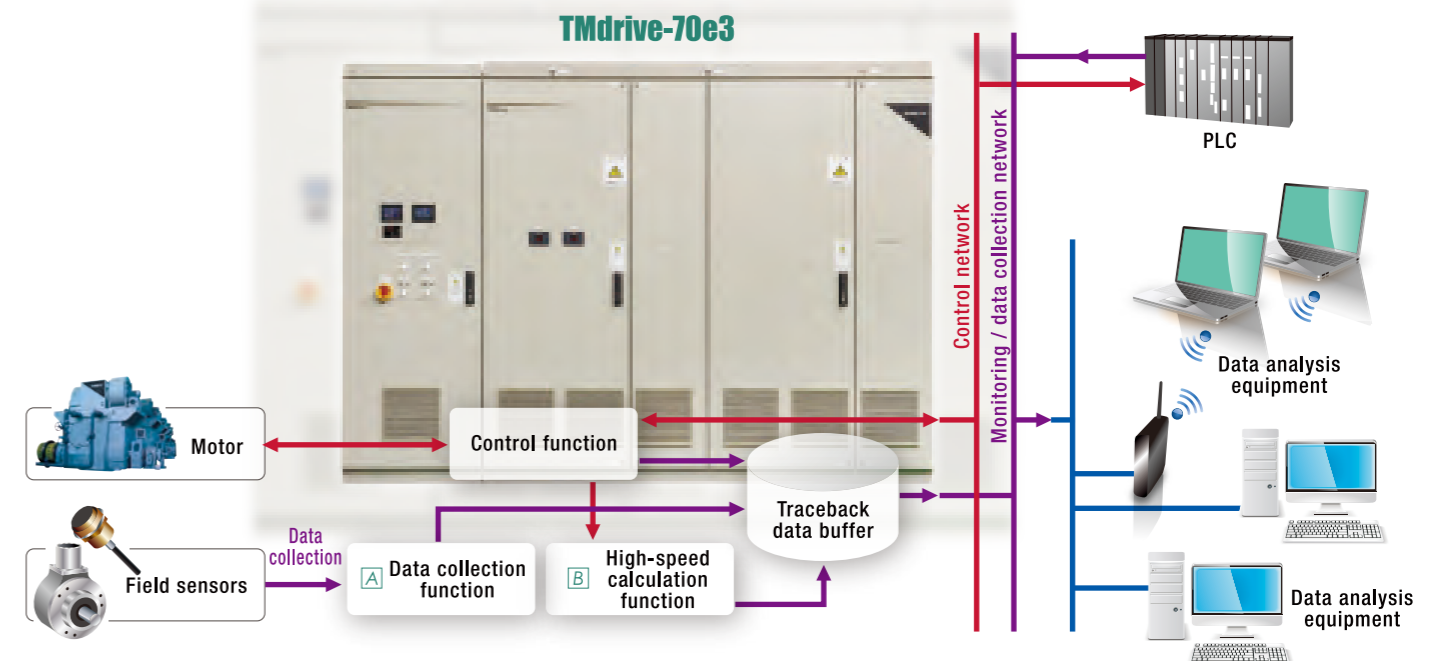 TMdrive-70e3
PLC
Control network
Monitoring / data collection network
Data analysis
equipment
Motor
Control function
Traceback
data buffer
Data
collection
Field sensors
A Data collection
function
B High-speed
calculation
function
Data analysis
equipment